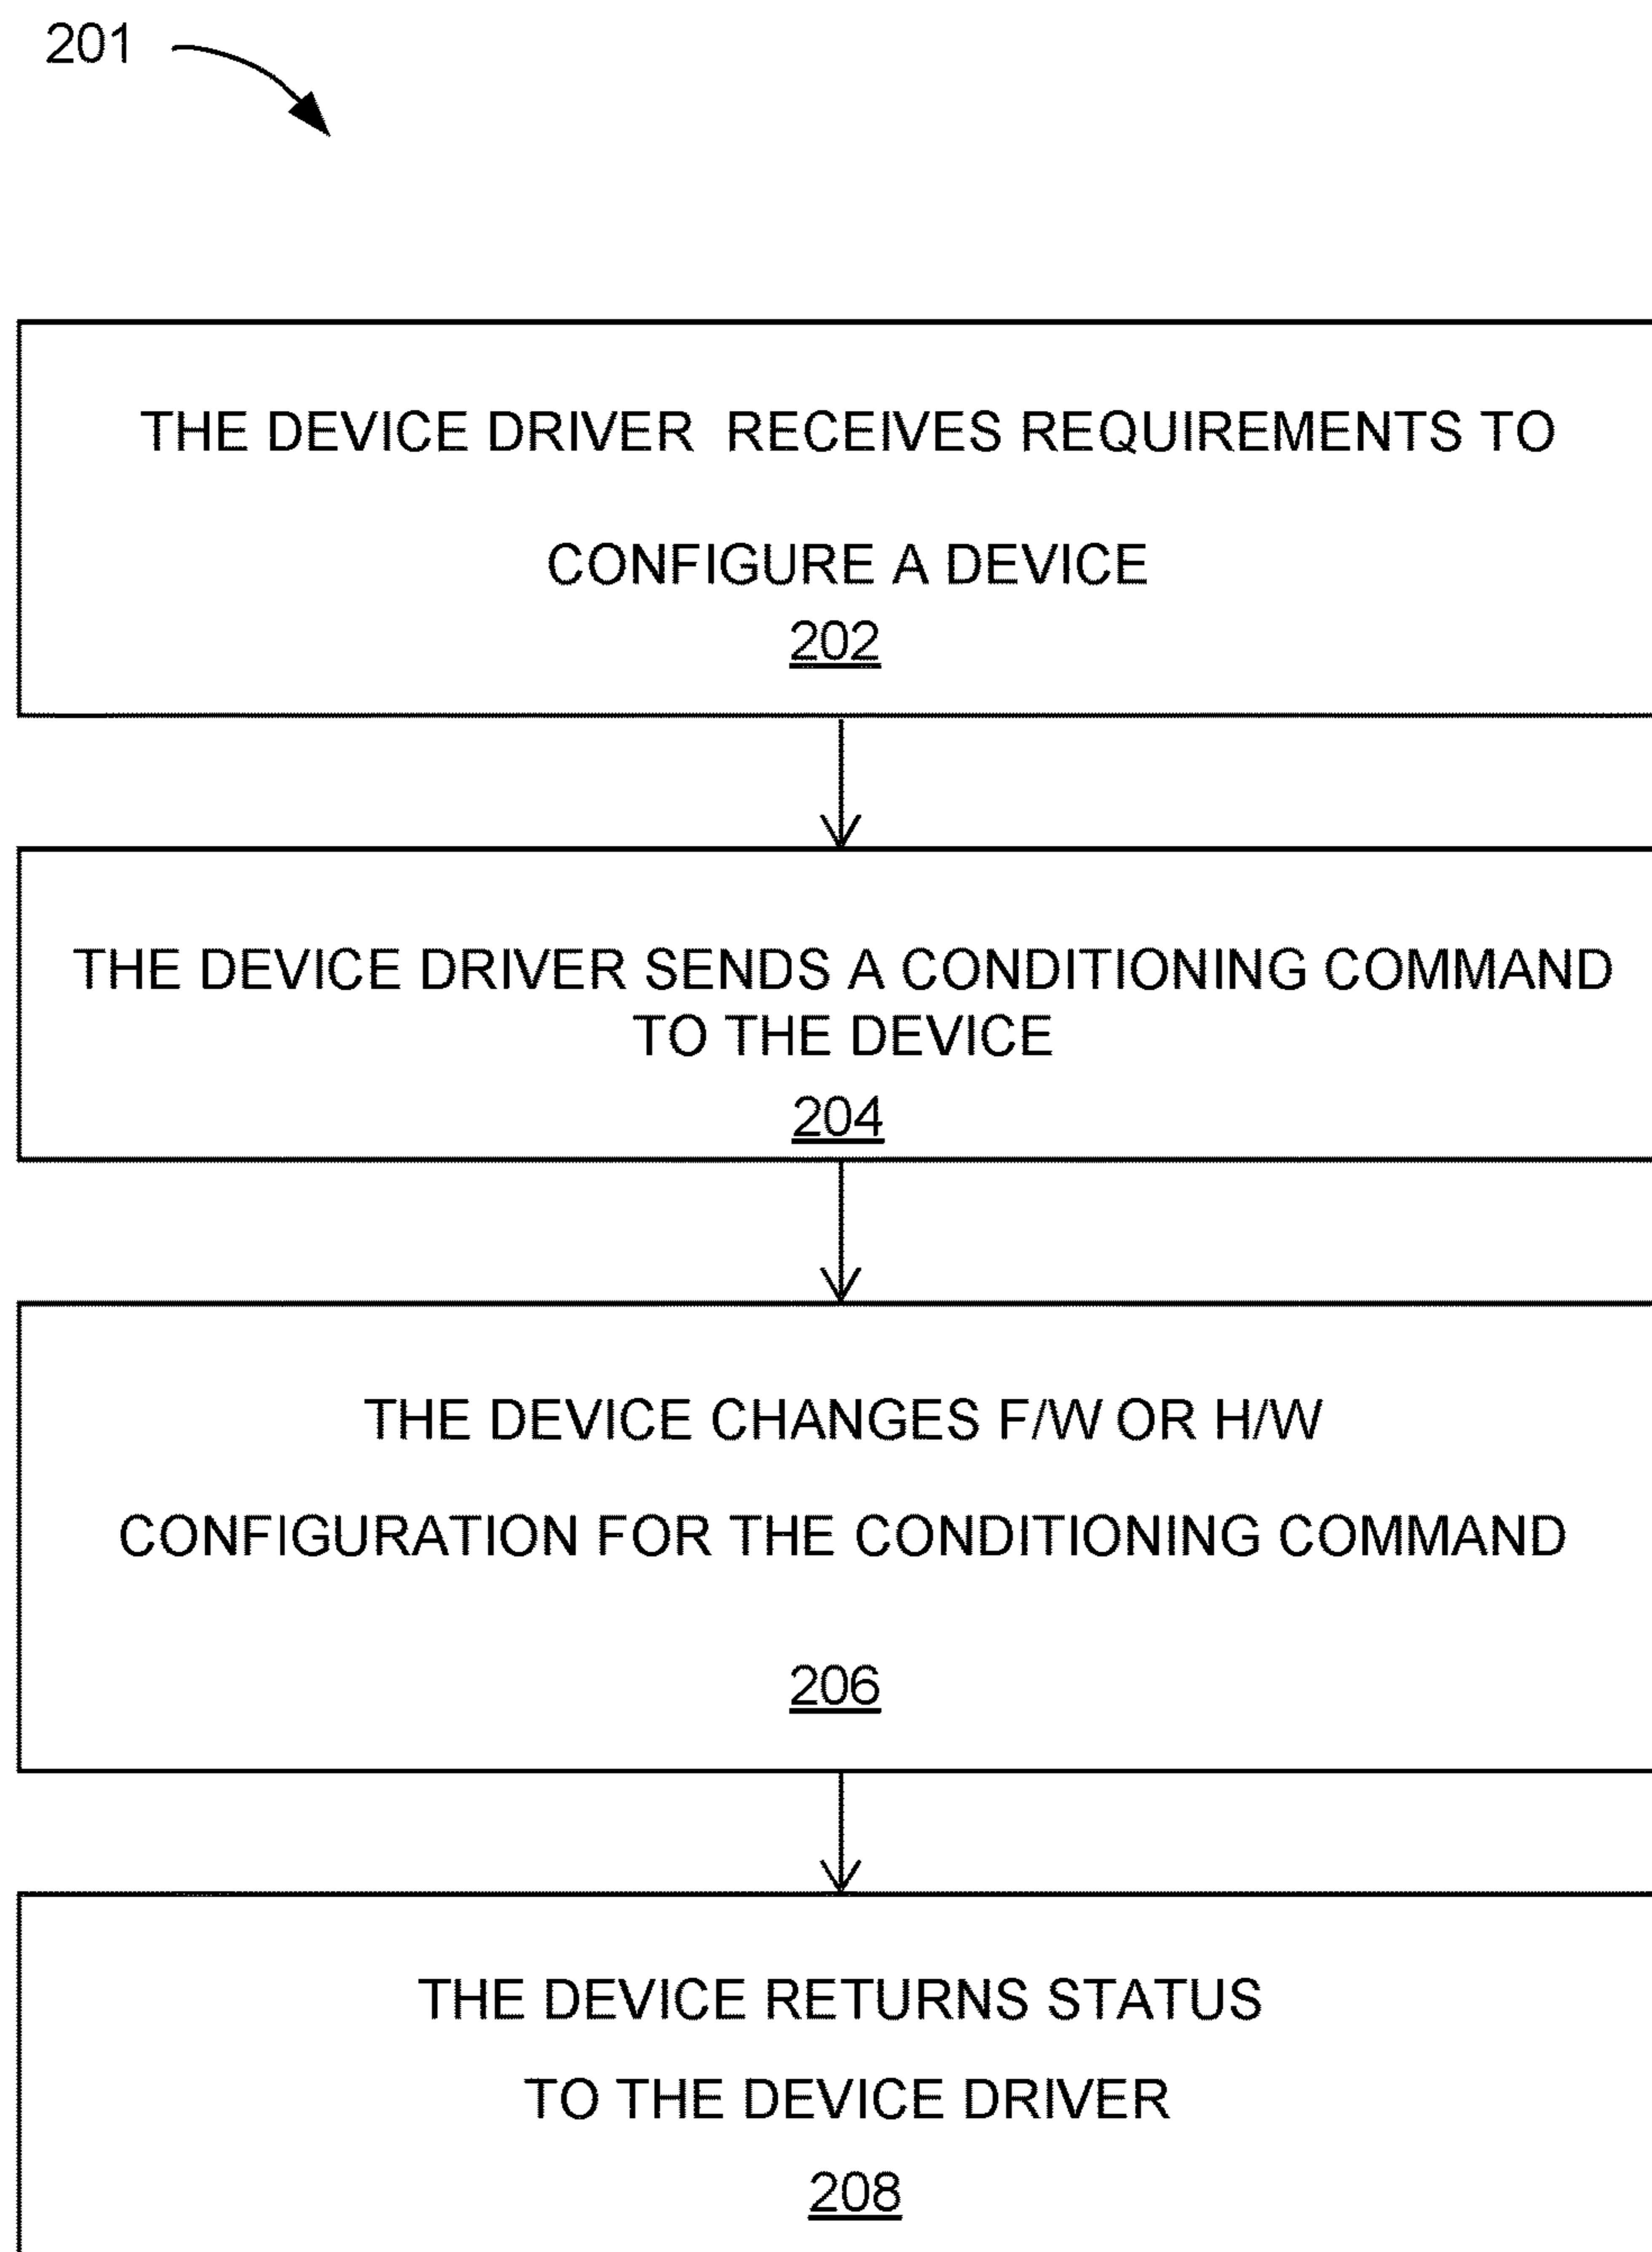 201
THE DEVICE DRIVER RECEIVES REQUIREMENTS TO
CONFIGURE A DEVICE
202
THE DEVICE DRIVER SENDS A CONDITIONING COMMAND
TO THE DEVICE
204
THE DEVICE CHANGES F/W OR H/W
CONFIGURATION FOR THE CONDITIONING COMMAND
206
THE DEVICE RETURNS STATUS
TO THE DEVICE DRIVER
208